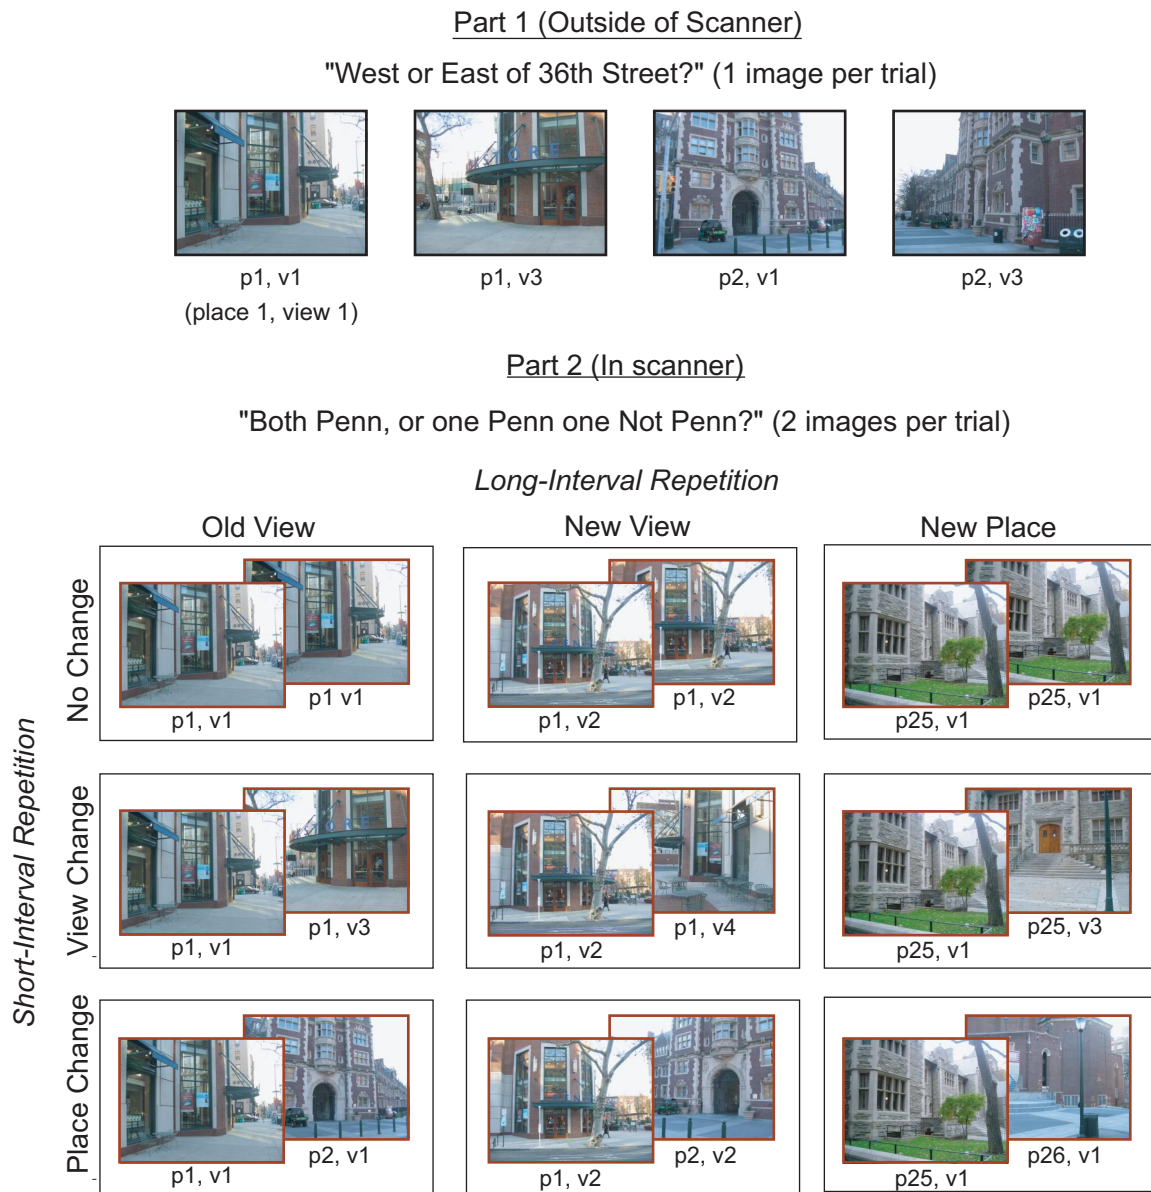 Part 1 (Outside of Scanner)
"West or East of 36th Street?" (1 image per trial)
TORE
p1, v1
p1, v3
p2, v1
p2, v3
(place 1, view 1)
Part 2 (In scanner)
"Both Penn, or one Penn one Not Penn?" (2 images per trial)
Long-Interval Repetition
Old View
New View
New Place
Short-Interval Repetition
No Change
p1 v1
p1, v1
p1, v2
p1, v2
p25, v1
p25, v1
View Change
ORE
p1, v3
p1, v1
p1, v4
p1, v2
p25, v3
p25, v1
Place Change
p2, v1
p1, v1
p2, v2
p1, v2
p26, v1
p25, v1